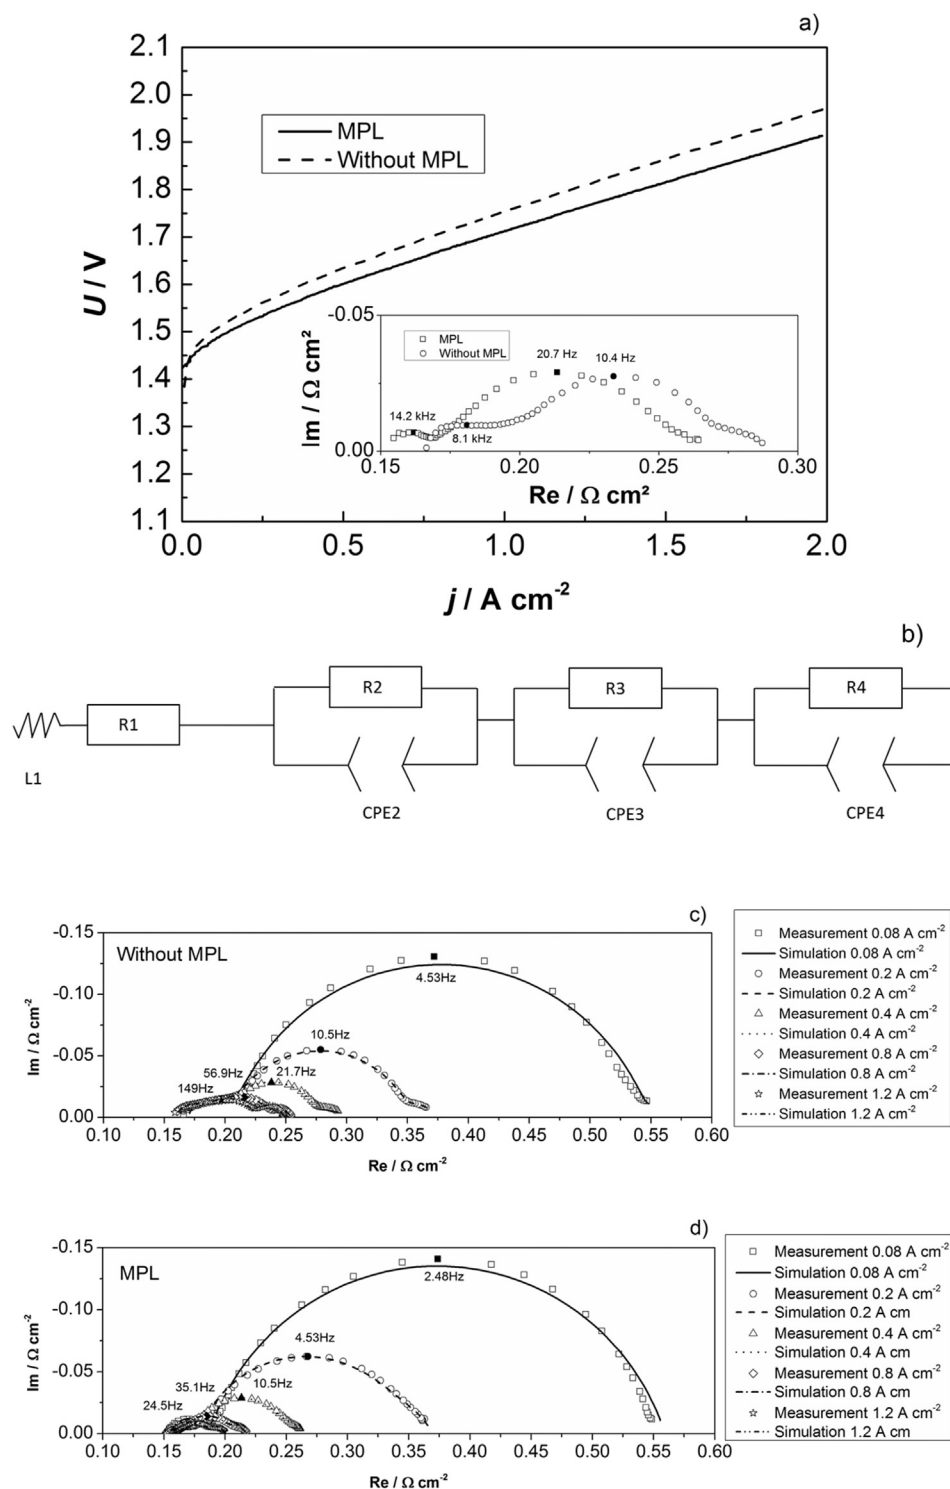 a)
2.1
2.0
1.9
1.8
1.7
1.6
1.5
1.4
1.3
1.2
1.1
U / V
MPL
Without MPL
-0.05
0.00
Im / Ω cm²
MPL
Without MPL
20.7 Hz
10.4 Hz
14.2 kHz
8.1 kHz
0.15 0.20 0.25 0.30
Re / Ω cm²
0.0 0.5 1.0 1.5 2.0
j / A cm⁻²
b)
R2 R3 R4
R1
L1
CPE2 CPE3 CPE4
c)
-0.15
-0.10
-0.05
0.00
Im / Ω cm⁻²
Without MPL
4.53Hz
10.5Hz
56.9Hz
21.7Hz
149Hz
0.10 0.15 0.20 0.25 0.30 0.35 0.40 0.45 0.50 0.55 0.60
Re / Ω cm⁻²
Measurement 0.08 A cm⁻²
Simulation 0.08 A cm⁻²
Measurement 0.2 A cm⁻²
Simulation 0.2 A cm⁻²
Measurement 0.4 A cm⁻²
Simulation 0.4 A cm⁻²
Measurement 0.8 A cm⁻²
Simulation 0.8 A cm⁻²
Measurement 1.2 A cm⁻²
Simulation 1.2 A cm⁻²
d)
-0.15
-0.10
-0.05
0.00
Im / Ω cm⁻²
MPL
2.48Hz
4.53Hz
35.1Hz
10.5Hz
24.5Hz
0.10 0.15 0.20 0.25 0.30 0.35 0.40 0.45 0.50 0.55 0.60
Re / Ω cm⁻²
Measurement 0.08 A cm⁻²
Simulation 0.08 A cm⁻²
Measurement 0.2 A cm⁻²
Simulation 0.2 A cm
Measurement 0.4 A cm⁻²
Simulation 0.4 A cm
Measurement 0.8 A cm⁻²
Simulation 0.8 A cm
Measurement 1.2 A cm⁻²
Simulation 1.2 A cm